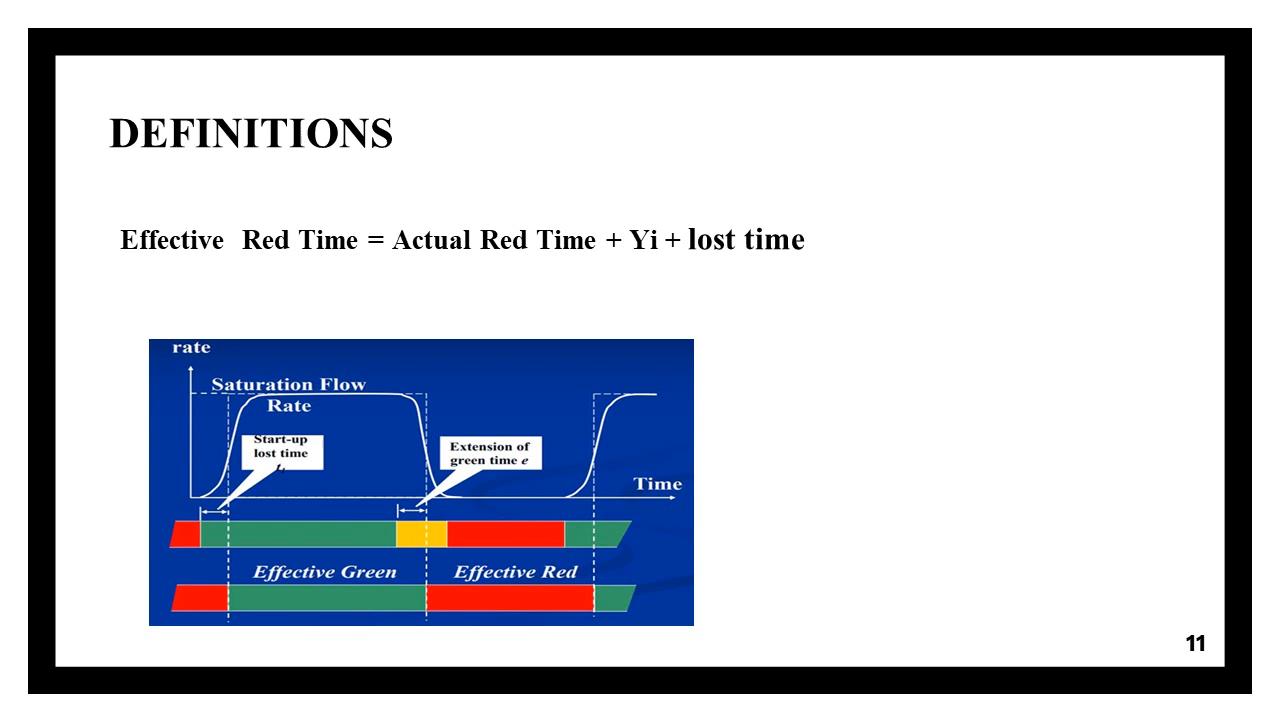 DEFINITIONS
Effective Red Time = Actual Red Time + Yi + lost time
rate
Saturation Flow
Rate
Start-up
lost time
Extension of
green time e
Time
Effective Green
Effective Red
11